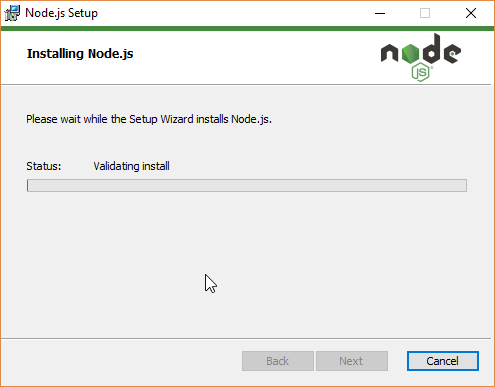 Node.js Setup
Installing Node.js
node
JS
Please wait while the Setup Wizard installs Node.js.
Status: Validating install
Back Next Cancel